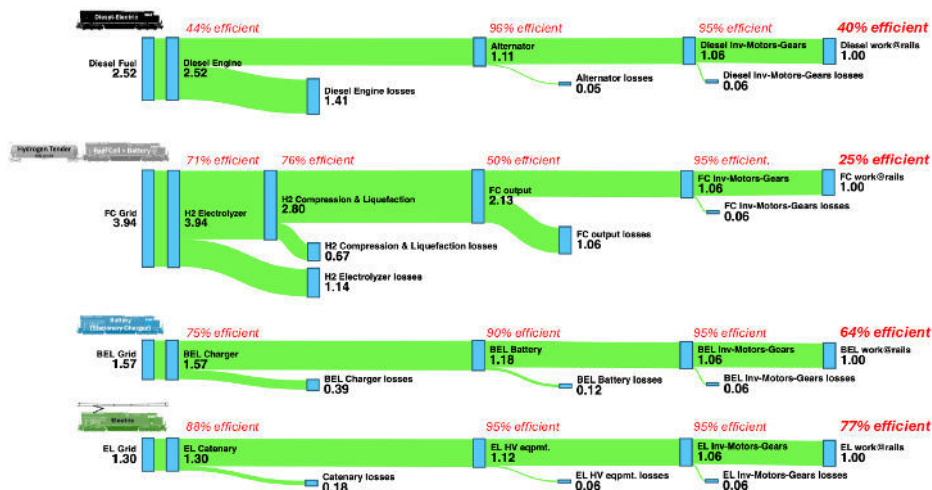 Diesel-Electric
44% efficient
96% efficient
95% efficient
40% efficient
Diesel Fuel
2.52
Diesel Engine
2.52
Alternator
1.11
Diesel Inv-Motors-Gears
1.06
Diesel work@rails
1.00
Diesel Engine losses
1.41
Alternator losses
0.05
Diesel Inv-Motors-Gears losses
0.06
Hydrogen Tender
Fuel Cell + Battery
71% efficient
76% efficient
50% efficient
95% efficient.
25% efficient
FC Grid
3.94
H2 Electrolyzer
3.94
H2 Compression & Liquefaction
2.80
FC output
2.13
FC Inv-Motors-Gears
1.06
FC work@rails
1.00
H2 Compression & Liquefaction losses
0.67
FC output losses
1.06
FC Inv-Motors-Gears losses
0.06
H2 Electrolyzer losses
1.14
Battery
(Stationary Charger)
75% efficient
90% efficient
95% efficient
64% efficient
BEL Grid
1.57
BEL Charger
1.57
BEL Battery
1.18
BEL Inv-Motors-Gears
1.06
BEL work@rails
1.00
BEL Charger losses
0.39
BEL Battery losses
0.12
BEL Inv-Motors-Gears losses
0.06
Electric
88% efficient
95% efficient
95% efficient
77% efficient
EL Grid
1.30
EL Catenary
1.30
EL HV eqpmt.
1.12
EL Inv-Motors-Gears
1.06
EL work@rails
1.00
Catenary losses
0.18
EL HV eqpmt. losses
0.06
EL Inv-Motors-Gears losses
0.06